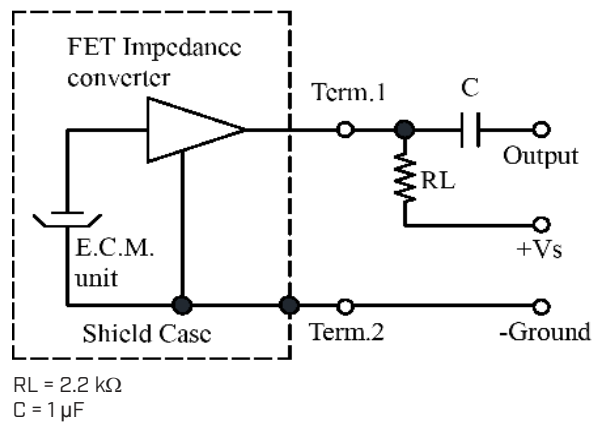 FET Impedance
converter
Term.1
C
Output
RL
+Vs
E.C.M.
unit
Shield Case
Term.2
-Ground
RL = 2.2 kΩ
C = 1 µF